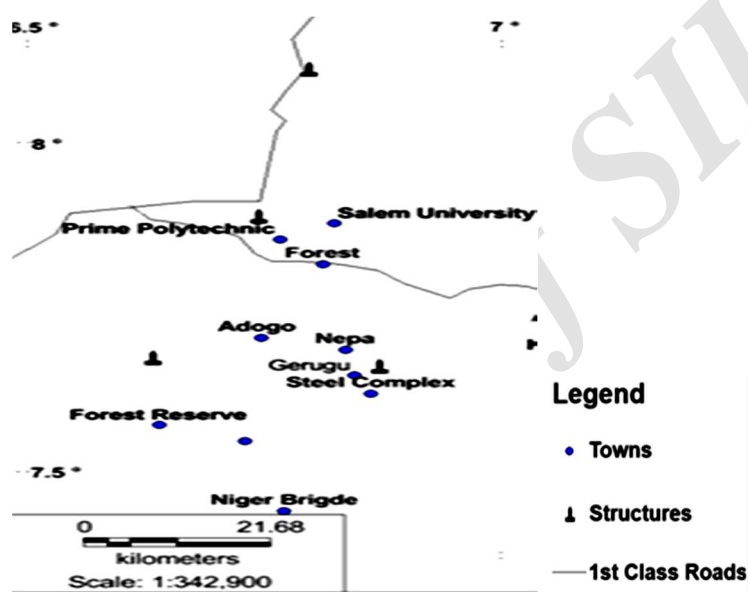 6.5 °
7 °
8 °
Salem University
Prime Polytechnic
Forest
Adogo
Nepa
Gerugu
Steel Complex
Forest Reserve
7.5 °
Niger Brigde
0 21.68
kilometers
Scale: 1:342,900
Legend
Towns
Structures
1st Class Roads
J SII